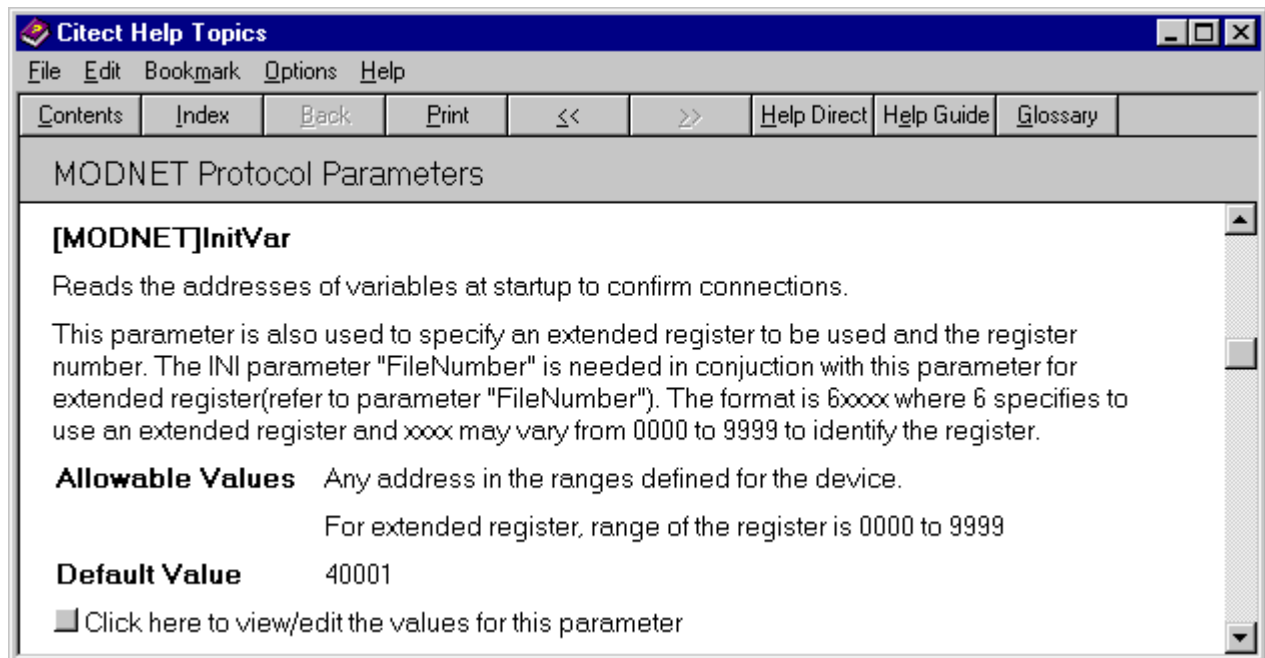 Citect Help Topics
File Edit Bookmark Options Help
Contents Index Back Print << >> Help Direct Help Guide Glossary
MODNET Protocol Parameters
[MODNET]InitVar
Reads the addresses of variables at startup to confirm connections.
This parameter is also used to specify an extended register to be used and the register
number. The INI parameter "FileNumber" is needed in conjuction with this parameter for
extended register(refer to parameter "FileNumber"). The format is 6xxxx where 6 specifies to
use an extended register and xxxx may vary from 0000 to 9999 to identify the register.
Allowable Values Any address in the ranges defined for the device.
For extended register, range of the register is 0000 to 9999
Default Value 40001
Click here to view/edit the values for this parameter